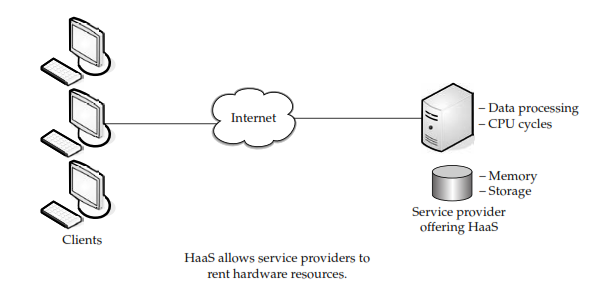 Internet
– Data processing
– CPU cycles
– Memory
– Storage
Service provider
offering HaaS
Clients
HaaS allows service providers to
rent hardware resources.